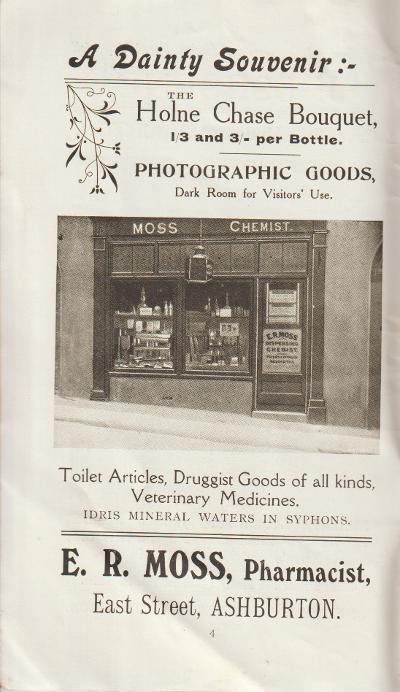 A Dainty Souvenir :-
THE
Holne Chase Bouquet,
1/3 and 3/- per Bottle.
PHOTOGRAPHIC GOODS,
Dark Room for Visitors' Use.
MOSS CHEMIST.
E.R. MOSS
DISPENSING
CHEMIST
Toilet Articles, Druggist Goods of all kinds,
Veterinary Medicines.
IDRIS MINERAL WATERS IN SYPHONS.
E. R. MOSS, Pharmacist,
East Street, ASHBURTON.
4